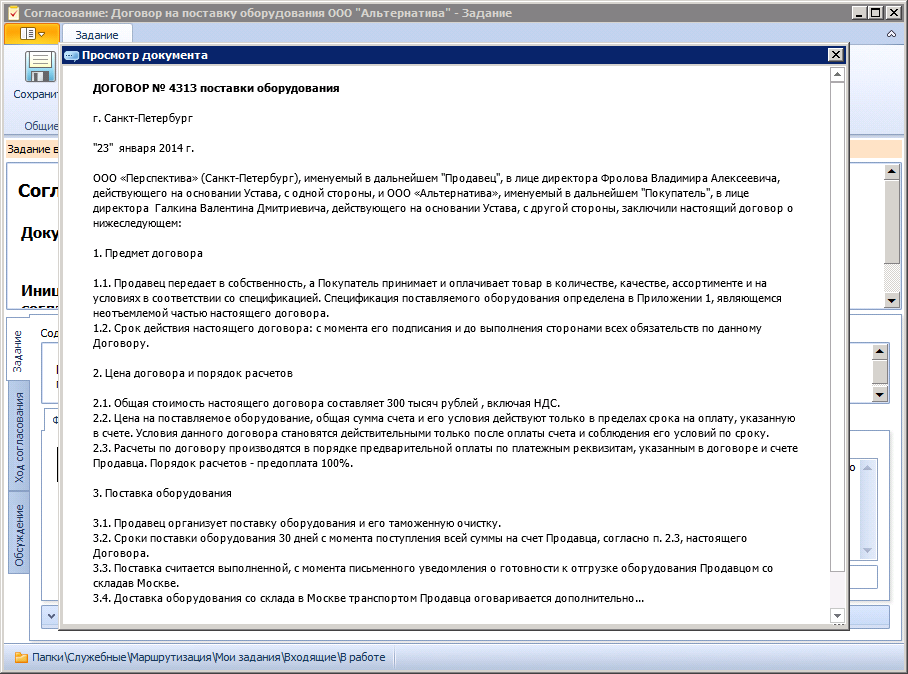 Согласование: Договор на поставку оборудования ООО "Альтернатива" - Задание
Задание
Сохранит
Общие
Задание в
Согл
Доку
Иниц
Просмотр документа
ДОГОВОР № 4313 поставки оборудования
г. Санкт-Петербург
"23"  января 2014 г.
ООО «Перспектива» (Санкт-Петербург), именуемый в дальнейшем "Продавец", в лице директора Фролова Владимира Алексеевича,
действующего на основании Устава, с одной стороны, и ООО «Альтернатива», именуемый в дальнейшем "Покупатель", в лице
директора  Галкина Валентина Дмитриевича, действующего на основании Устава, с другой стороны, заключили настоящий договор о
нижеследующем:
1. Предмет договора
1.1. Продавец передает в собственность, а Покупатель принимает и оплачивает товар в количестве, качестве, ассортименте и на
условиях в соответствии со спецификацией. Спецификация поставляемого оборудования определена в Приложении 1, являющемся
неотъемлемой частью настоящего договора.
1.2. Срок действия настоящего договора: с момента его подписания и до выполнения сторонами всех обязательств по данному
Договору.
2. Цена договора и порядок расчетов
2.1. Общая стоимость настоящего договора составляет 300 тысяч рублей , включая НДС.
2.2. Цена на поставляемое оборудование, общая сумма счета и его условия действуют только в пределах срока на оплату, указанную
в счете. Условия данного договора становятся действительными только после оплаты счета и соблюдения его условий по сроку.
2.3. Расчеты по договору производятся в порядке предварительной оплаты по платежным реквизитам, указанным в договоре и счете
Продавца. Порядок расчетов - предоплата 100%.
3. Поставка оборудования
3.1. Продавец организует поставку оборудования и его таможенную очистку.
3.2. Сроки поставки оборудования 30 дней с момента поступления всей суммы на счет Продавца, согласно п. 2.3, настоящего
Договора.
3.3. Поставка считается выполненной, с момента письменного уведомления о готовности к отгрузке оборудования Продавцом со
складав Москве.
3.4. Доставка оборудования со склада в Москве транспортом Продавца оговаривается дополнительно...
Задание
Ход согласования
Обсуждение
Сод
Папки\Служебные\Маршрутизация\Мои задания\Входящие\В работе